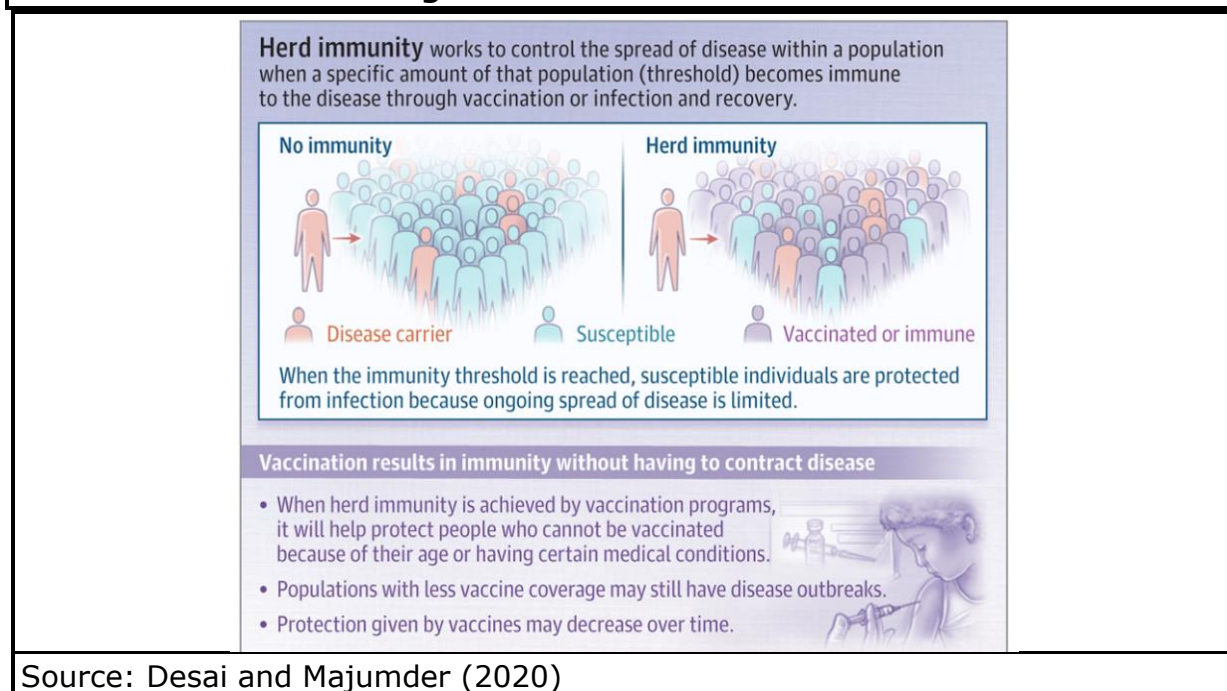 Herd immunity works to control the spread of disease within a population
when a specific amount of that population (threshold) becomes immune
to the disease through vaccination or infection and recovery.
No immunity
Herd immunity
Disease carrier
Susceptible
Vaccinated or immune
When the immunity threshold is reached, susceptible individuals are protected
from infection because ongoing spread of disease is limited.
Vaccination results in immunity without having to contract disease
• When herd immunity is achieved by vaccination programs,
it will help protect people who cannot be vaccinated
because of their age or having certain medical conditions.
• Populations with less vaccine coverage may still have disease outbreaks.
• Protection given by vaccines may decrease over time.
Source: Desai and Majumder (2020)